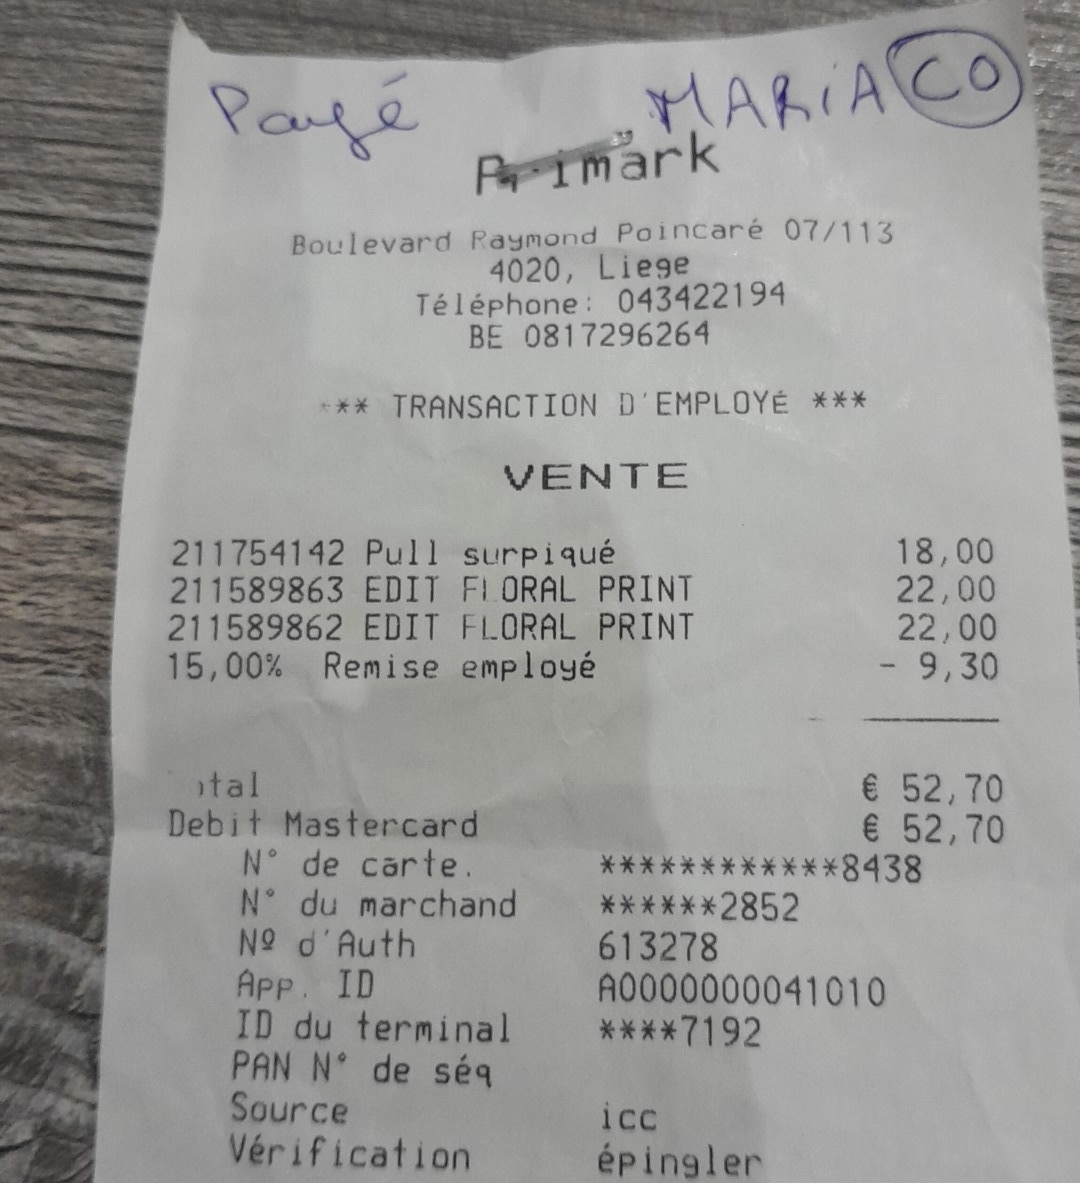 Payé MARiA CO
Primark
Boulevard Raymond Poincaré 07/113
4020, Liege
Téléphone: 043422194
BE 0817296264
*** TRANSACTION D'EMPLOYÉ ***
VENTE
211754142 Pull surpiqué 18,00
211589863 EDIT FLORAL PRINT 22,00
211589862 EDIT FLORAL PRINT 22,00
15,00% Remise employé - 9,30
otal € 52,70
Debit Mastercard € 52,70
N° de carte. ************8438
N° du marchand ******2852
Nº d'Auth 613278
App. ID A0000000041010
ID du terminal ****7192
PAN N° de séq
Source icc
Vérification épingler